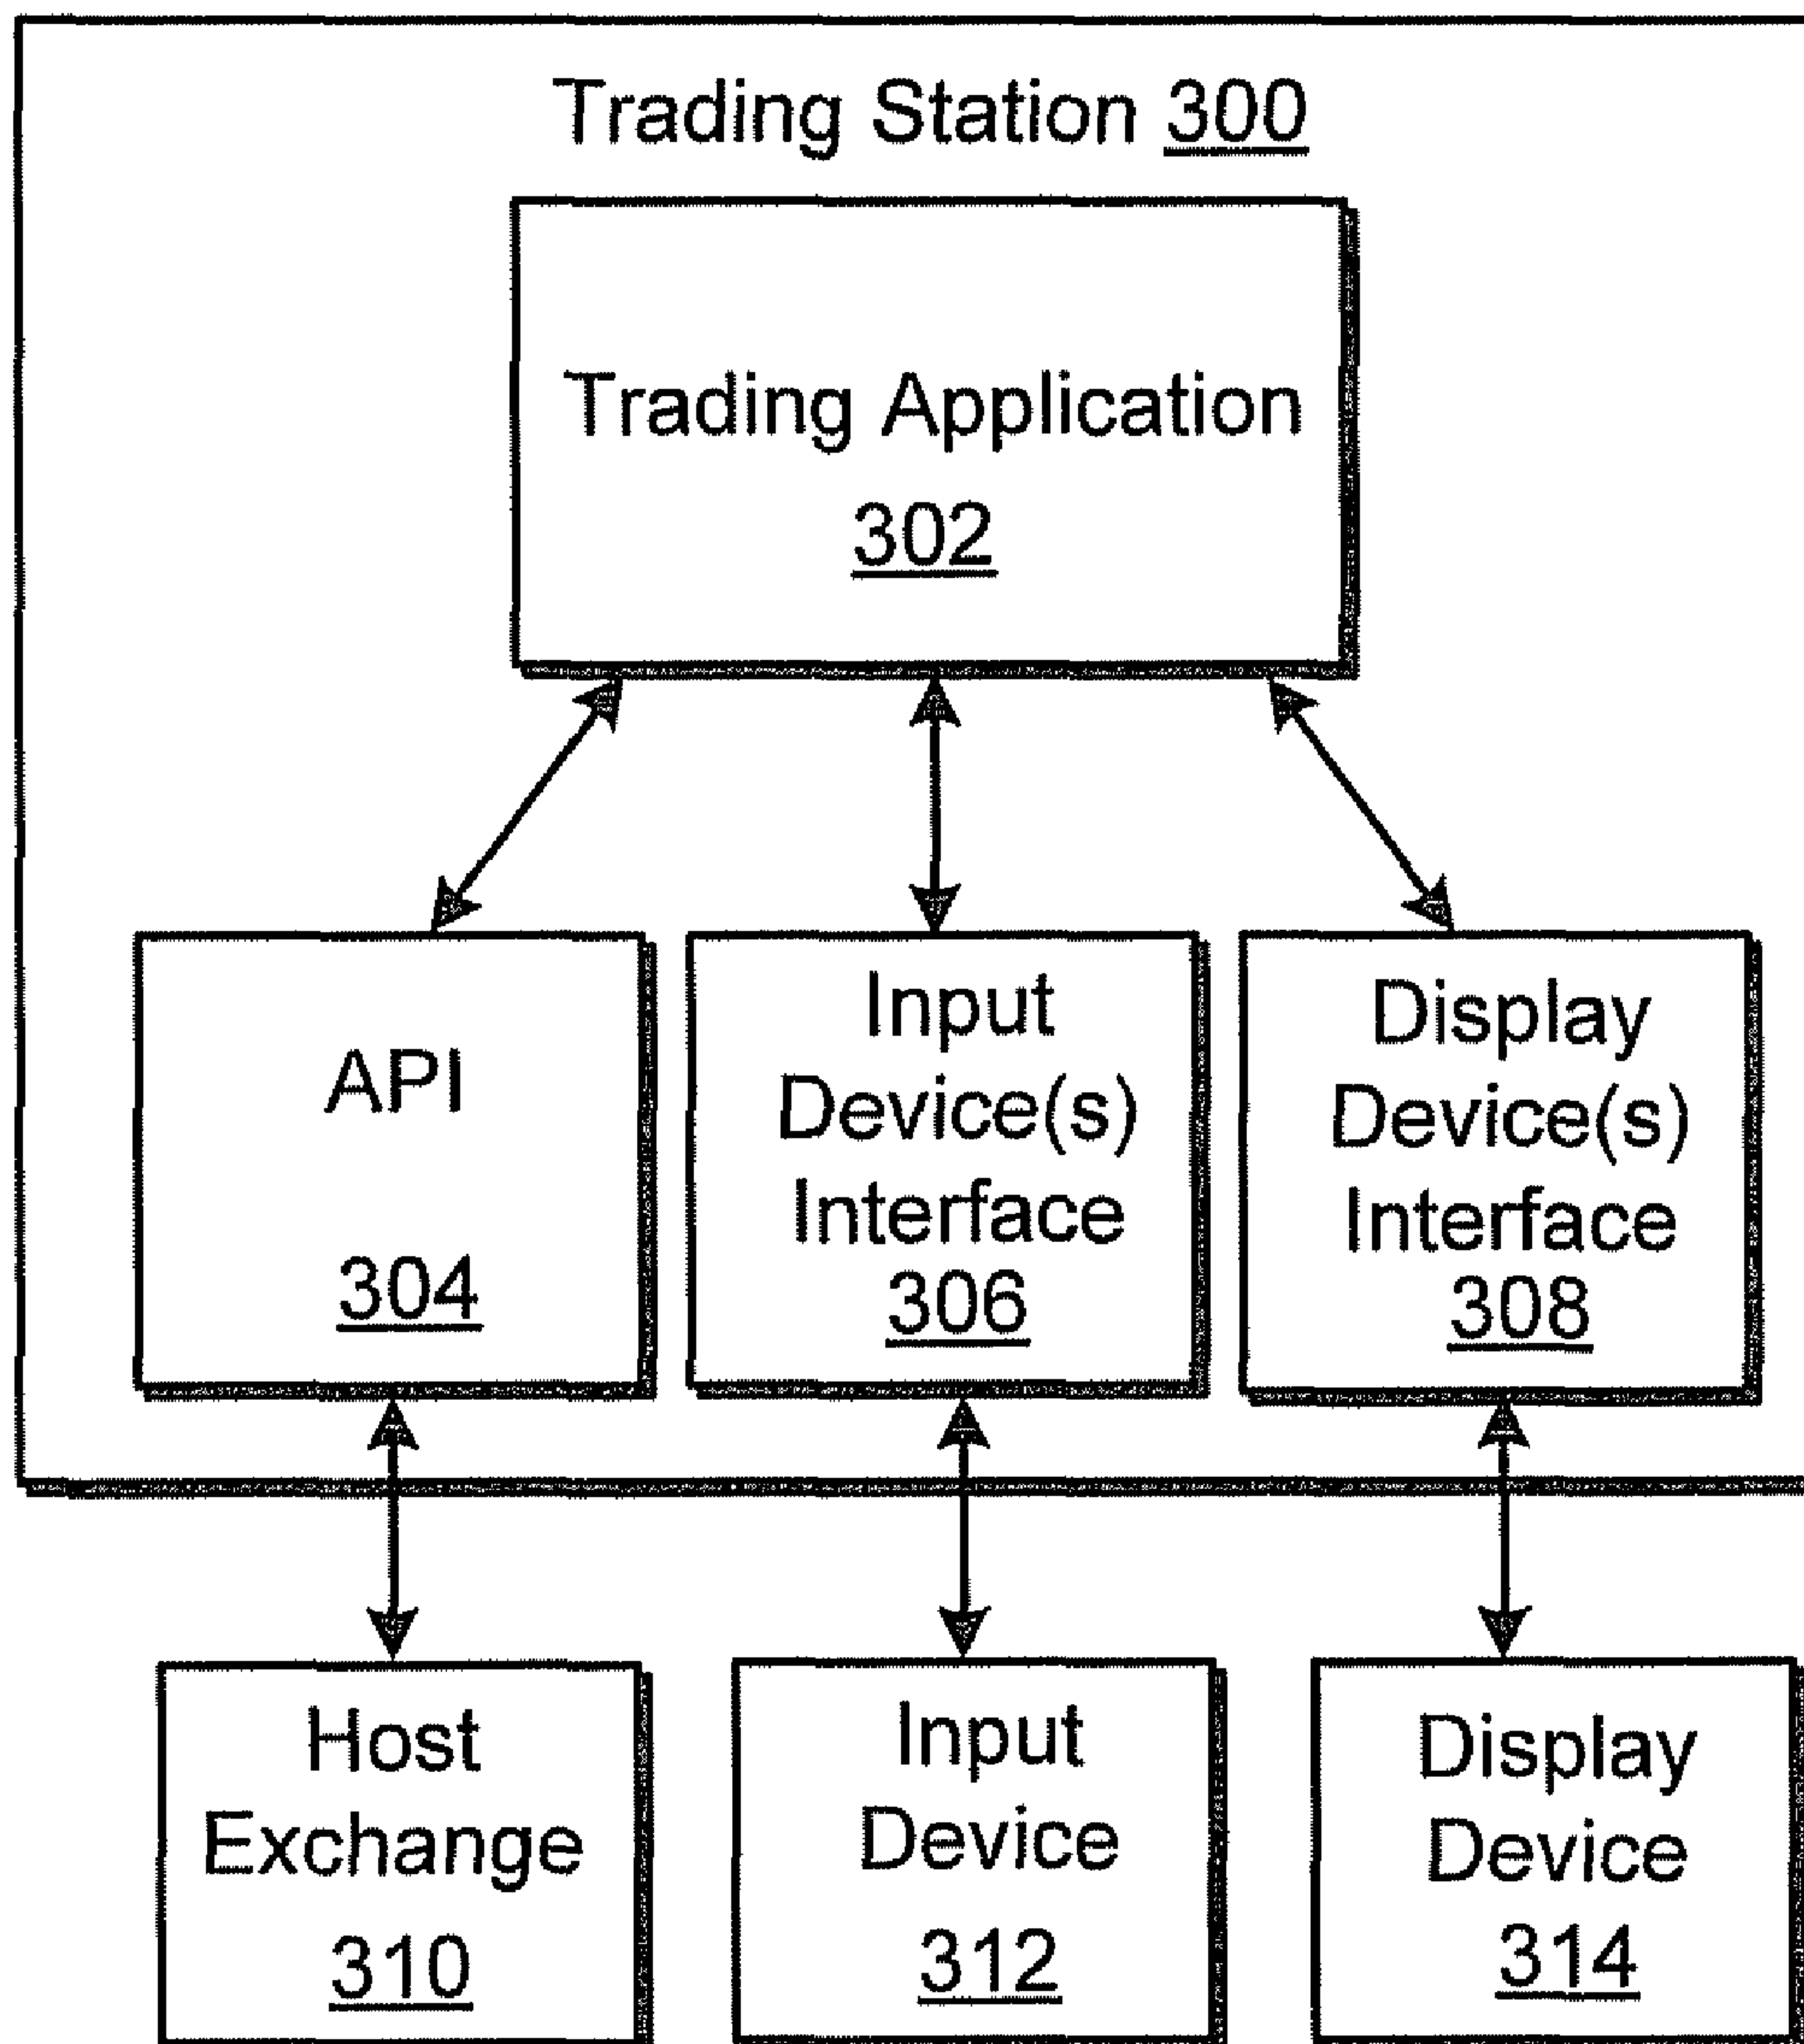 Trading Station 300
Trading Application
302
API
304
Input
Device(s)
Interface
306
Display
Device(s)
Interface
308
Host
Exchange
310
Input
Device
312
Display
Device
314